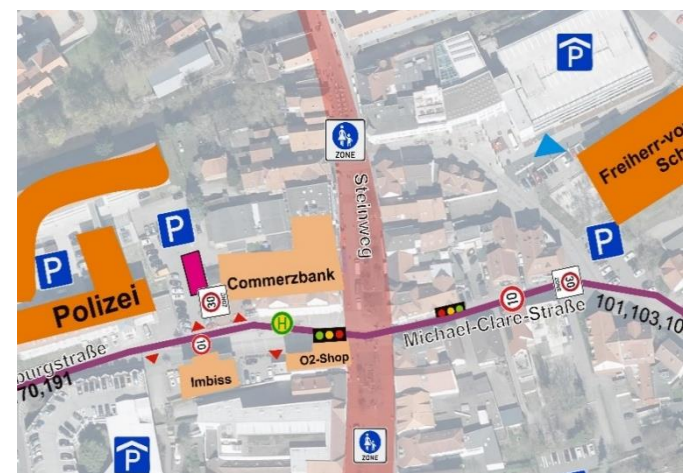 P
ZONE
Steinweg
Freiherr-vo
Sch
P
P
P
Commerzbank
Polizei
30
ZONE
H
10
10
30
ZONE
Michael-Clare-Straße
101,103,10
burgstraße
70,191
O2-Shop
Imbiss
P
ZONE
P